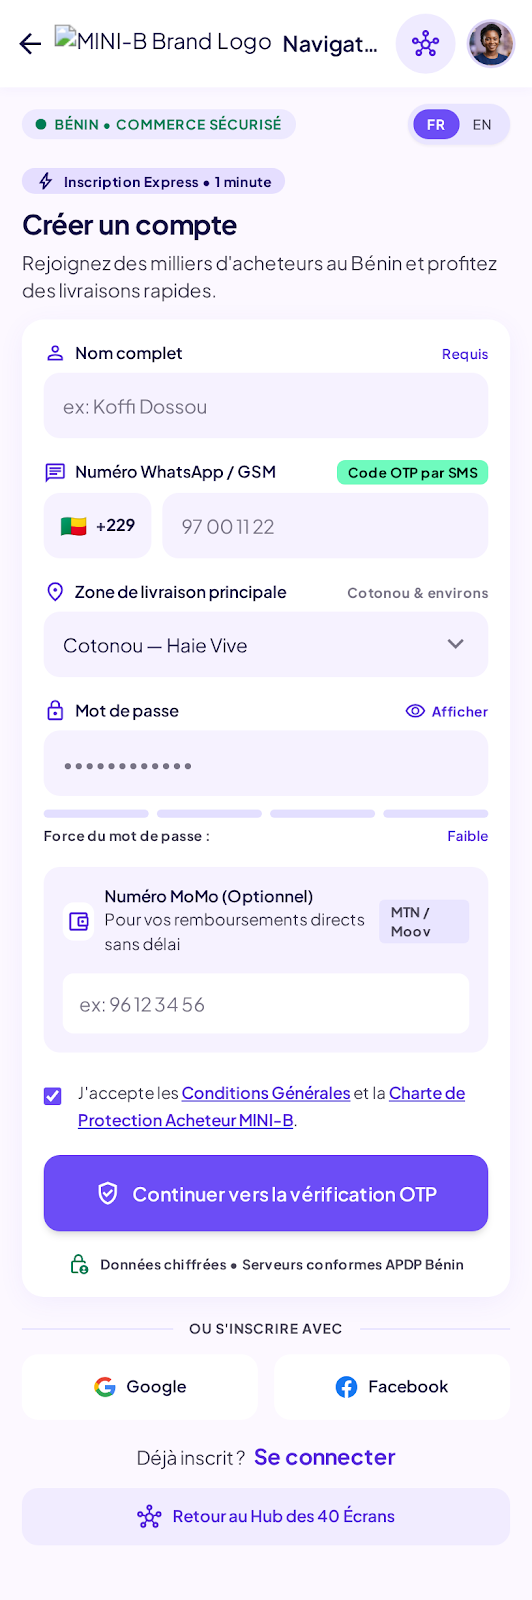 MINI-B Brand Logo Navigat...
BÉNIN • COMMERCE SÉCURISÉ FR EN
Inscription Express • 1 minute
Créer un compte
Rejoignez des milliers d'acheteurs au Bénin et profitez
des livraisons rapides.
Nom complet Requis
ex: Koffi Dossou
Numéro WhatsApp / GSM Code OTP par SMS
+229 97 00 11 22
Zone de livraison principale Cotonou & environs
Cotonou — Haie Vive
Mot de passe Afficher
••••••••••••
Force du mot de passe : Faible
Numéro MoMo (Optionnel)
Pour vos remboursements directs
sans délai
MTN /
Moov
ex: 96 12 34 56
J'accepte les Conditions Générales et la Charte de
Protection Acheteur MINI-B.
Continuer vers la vérification OTP
Données chiffrées • Serveurs conformes APDP Bénin
OU S'INSCRIRE AVEC
Google Facebook
Déjà inscrit ? Se connecter
Retour au Hub des 40 Écrans